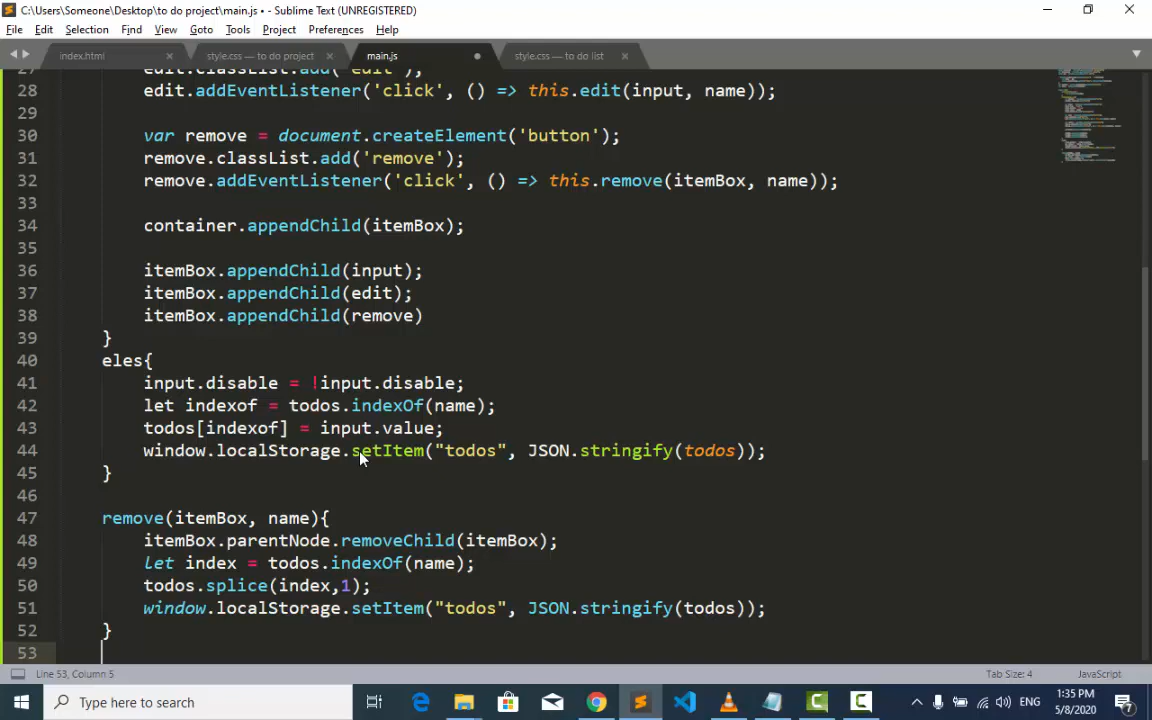 C:\Users\Someone\Desktop\to do project\main.js • - Sublime Text (UNREGISTERED)
File Edit Selection Find View Goto Tools Project Preferences Help
index.html style.css — to do project main.js style.css — to do list
27 edit.classList.add('edit');
28 edit.addEventListener('click', () => this.edit(input, name));
29
30 var remove = document.createElement('button');
31 remove.classList.add('remove');
32 remove.addEventListener('click', () => this.remove(itemBox, name));
33
34 container.appendChild(itemBox);
35
36 itemBox.appendChild(input);
37 itemBox.appendChild(edit);
38 itemBox.appendChild(remove)
39 }
40 eles{
41 input.disable = !input.disable;
42 let indexof = todos.indexOf(name);
43 todos[indexof] = input.value;
44 window.localStorage.setItem("todos", JSON.stringify(todos));
45 }
46
47 remove(itemBox, name){
48 itemBox.parentNode.removeChild(itemBox);
49 let index = todos.indexOf(name);
50 todos.splice(index,1);
51 window.localStorage.setItem("todos", JSON.stringify(todos));
52 }
53
Line 53, Column 5 Tab Size: 4 JavaScript
Type here to search ENG 1:35 PM
5/8/2020 7